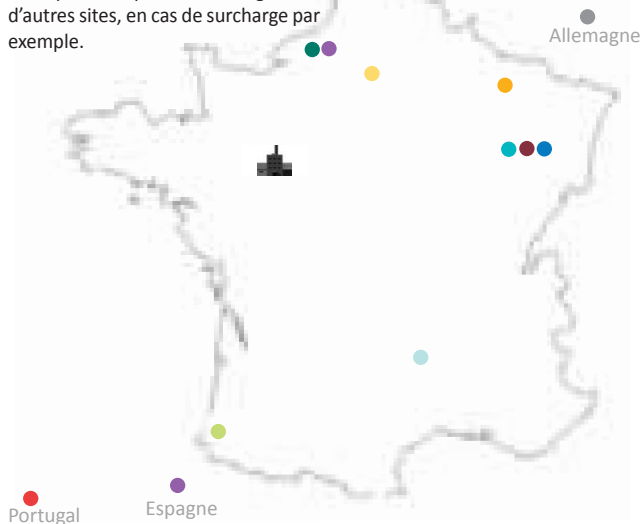 d'autres sites, en cas de surcharge par
exemple.
Allemagne
Portugal
Espagne